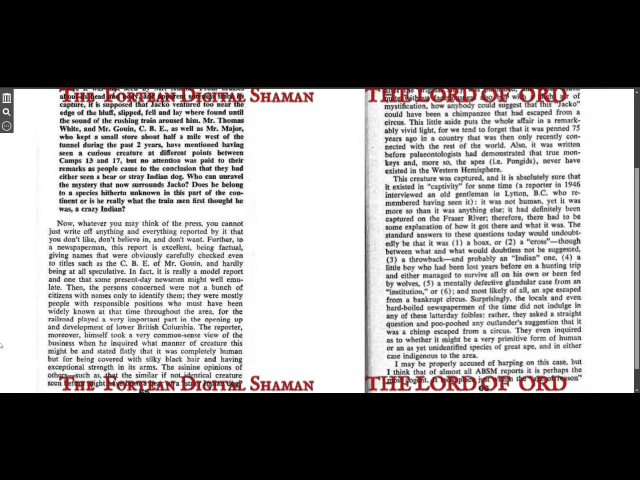 THE FORTEAN DIGITAL SHAMAN
capture, it is supposed that Jacko ventured too near the
edge of the bluff, slipped, fell and lay where found until
the sound of the rushing train aroused him. Mr. Thomas
White, and Mr. Gouin, C. B. E., as well as Mr. Major,
who kept a small store about half a mile west of the
tunnel during the past 2 years, have mentioned having
seen a curious creature at different points between
Camps 13 and 17, but no attention was paid to their
remarks as people came to the conclusion that they had
either seen a bear or stray Indian dog. Who can unravel
the mystery that now surrounds Jacko? Does he belong
to a species hitherto unknown in this part of the con-
tinent or is he really what the train men first thought he
was, a crazy Indian?
Now, whatever you may think of the press, you cannot
just write off anything and everything reported by it that
you don't like, don't believe in, and don't want. Further, to
a newspaperman, this report is excellent, being factual,
giving names that were obviously carefully checked even
to titles such as the C. B. E. of Mr. Gouin, and hardly
being at all speculative. In fact, it is really a model report
and one that some present-day newsmen might well emu-
late. Then, the persons concerned were not a bunch of
citizens with names only to identify them; they were mostly
people with responsible positions who must have been
widely known at that time throughout the area, for the
railroad played a very important part in the opening up
and development of lower British Columbia. The reporter,
moreover, himself took a very common-sense view of the
business when he inquired what manner of creature this
might be and stated flatly that it was completely human
but for being covered with silky black hair and having
exceptional strength in its arms. The asinine opinions of
others—such as that the similar if not identical creature
THE FORTEAN DIGITAL SHAMAN
THE LORD OF ORD
mystification, how anybody could suggest that this "Jacko"
could have been a chimpanzee that had escaped from a
circus. This little aside puts the whole affair in a remark-
ably vivid light, for we tend to forget that it was penned 75
years ago in a country that was then only recently con-
nected with the rest of the world. Also, it was written
before palaeontologists had demonstrated that true mon-
keys and, more so, the apes (i.e. Pongids), never have
existed in the Western Hemisphere.
This creature was captured, and it is absolutely sure that
it existed in "captivity" for some time (a reporter in 1946
interviewed an old gentleman in Lytton, B.C. who re-
membered having seen it); it was not human, yet it was
more so than it was anything else; it had definitely been
captured on the Fraser River; therefore, there had to be
some explanation of how it got there and what it was. The
standard answers to these questions today would undoubt-
edly be that it was (1) a hoax, or (2) a "cross"—though
between what and what would doubtless not be suggested,
(3) a throwback—and probably an "Indian" one, (4) a
little boy who had been lost years before on a hunting trip
and either managed to survive all on his own or been fed
by wolves, (5) a mentally defective glandular case from an
"institution," or (6); and most likely of all, an ape escaped
from a bankrupt circus. Surprisingly, the locals and even
hard-boiled newspapermen of the time did not indulge in
any of these latterday foibles: rather, they asked a straight
question and poo-poohed any outlander's suggestion that it
was a chimp escaped from a circus. They even inquired
as to whether it might be a very primitive form of human
or an as yet unidentified species of great ape, and in either
case indigenous to the area.
I may be properly accused of harping on this case, but
I think that of almost all ABSM reports it is perhaps the
THE LORD OF ORD